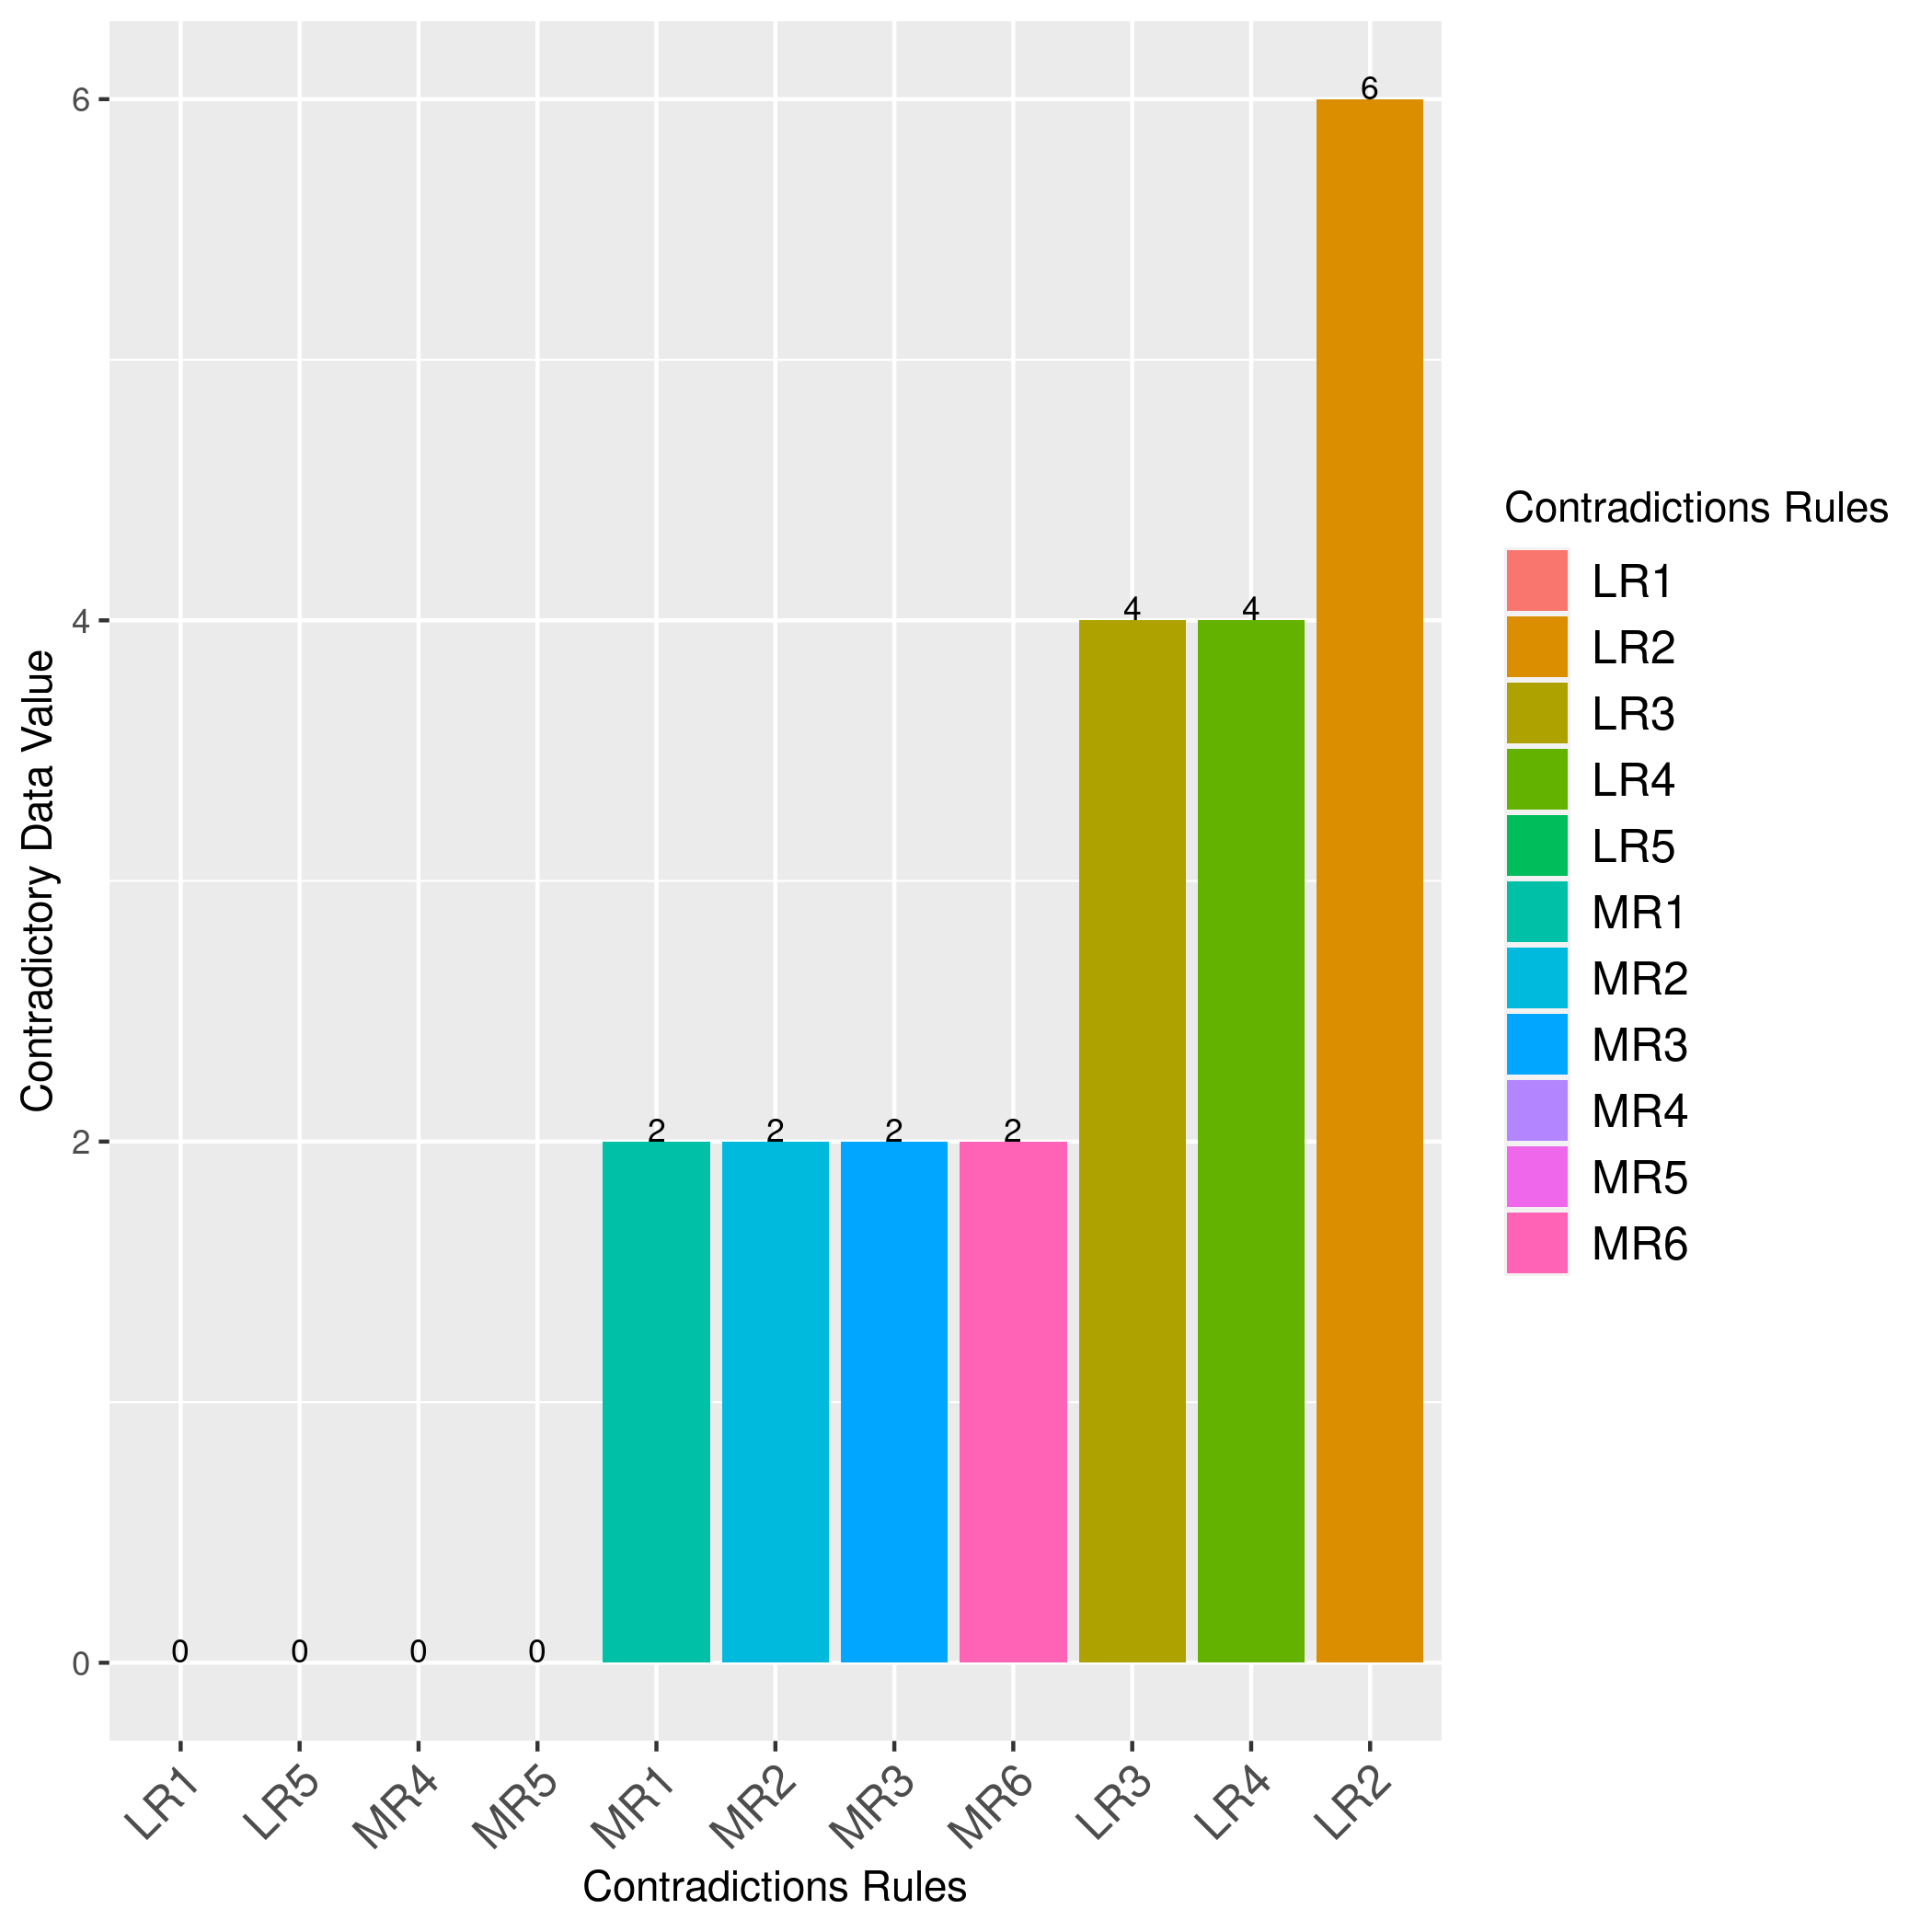 Contradictory Data Value
6
4
2
0
0 0 0 0 2 2 2 2 4 4 6
LR1 LR5 MR4 MR5 MR1 MR2 MR3 MR6 LR3 LR4 LR2
Contradictions Rules
Contradictions Rules
LR1
LR2
LR3
LR4
LR5
MR1
MR2
MR3
MR4
MR5
MR6